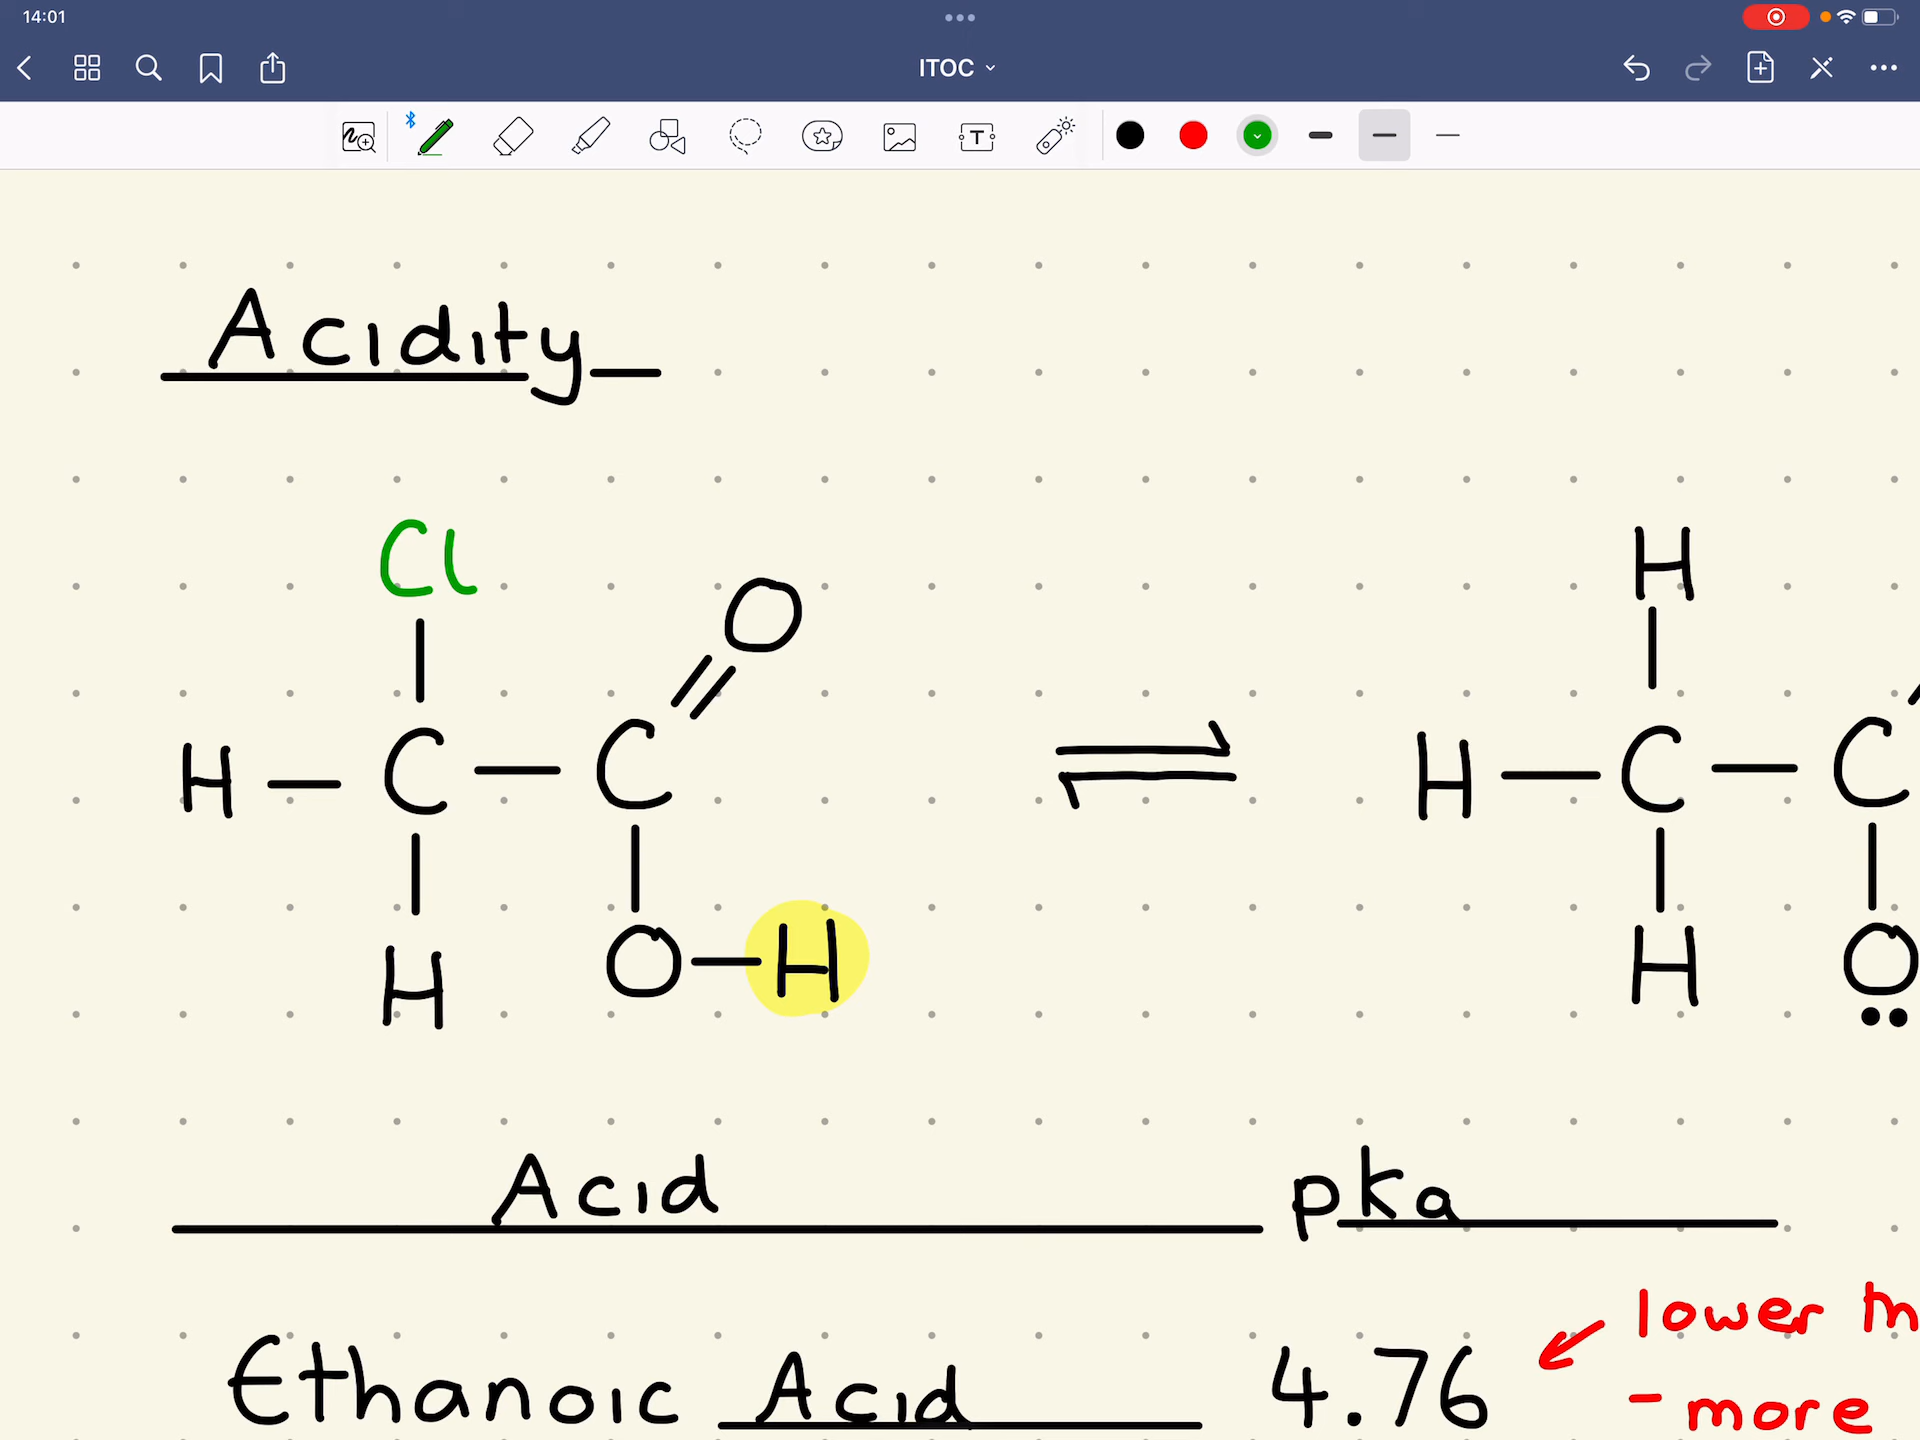 14:01
ITOC
T
Acidity
Cl
O
H
H C C
H C C
H
O H
H
O
Acid pka
lower m
Ethanoic Acid 4.76
- more